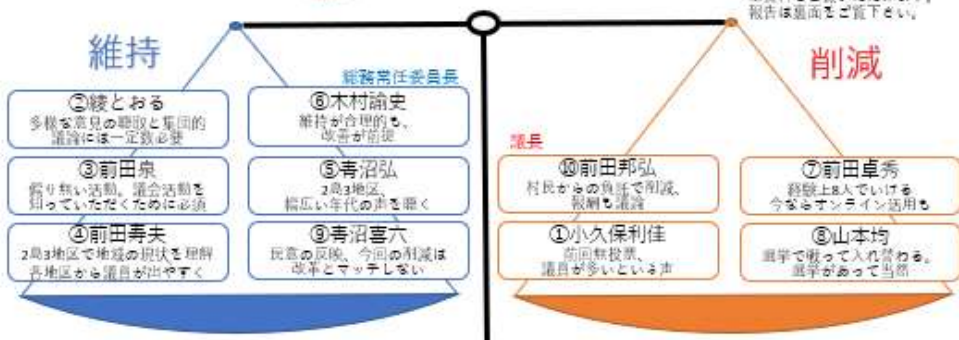 報告は裏面をご覧下さい。
維持
削減
総務常任委員長
②綾とおる
多様な意見の聴取と集団的
議論には一定数必要
⑥木村諭史
維持が合理的も、
改善が前提
③前田泉
偏り無い活動。議会活動を
知っていただくために必須
⑤青沼弘
2島3地区、
幅広い年代の声を聴く
④前田寿夫
2島3地区で地域の現状を理解
各地区から議員が出やすく
⑨青沼喜六
民意の反映、今回の削減は
改革とマッチしない
議長
⑩前田邦弘
村民からの負託で削減、
報酬も議論
⑦前田卓秀
経験上8人でいける
今ならオンライン活用も
①小久保利佳
前回無投票、
議員が多いという声
⑧山本均
選挙で戦って入れ替わる。
選挙があって当然